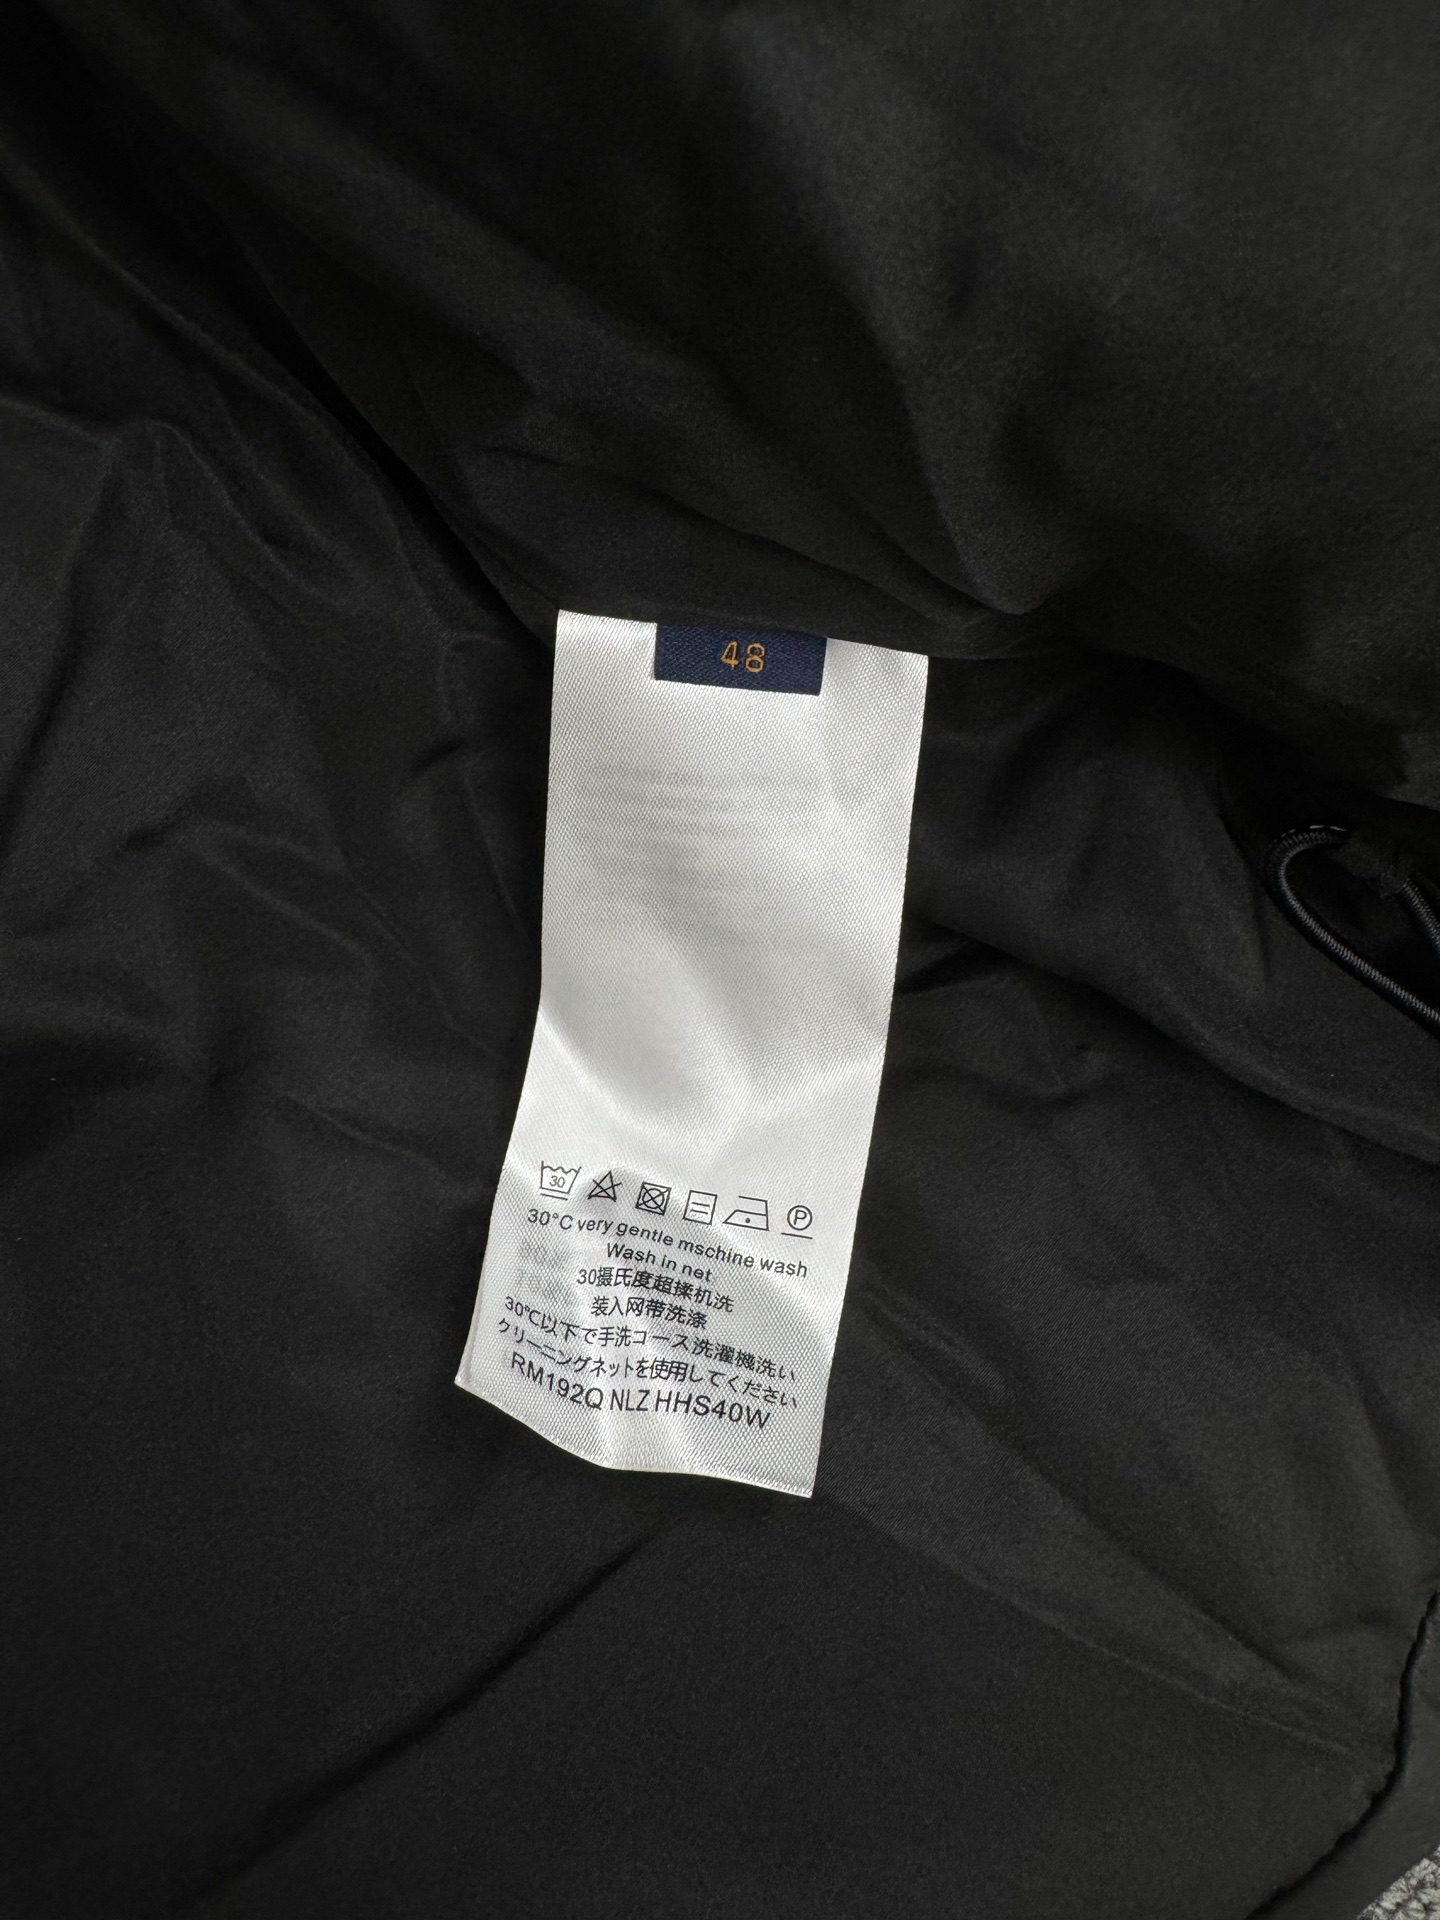 48
30
P
30°C very gentle mschine wash
Wash in net
30摄氏度超揉机洗
装入网带洗涤
30℃以下で手洗コース洗濯機洗い
クリーニングネットを使用してください
RM192Q NLZ HHS40W